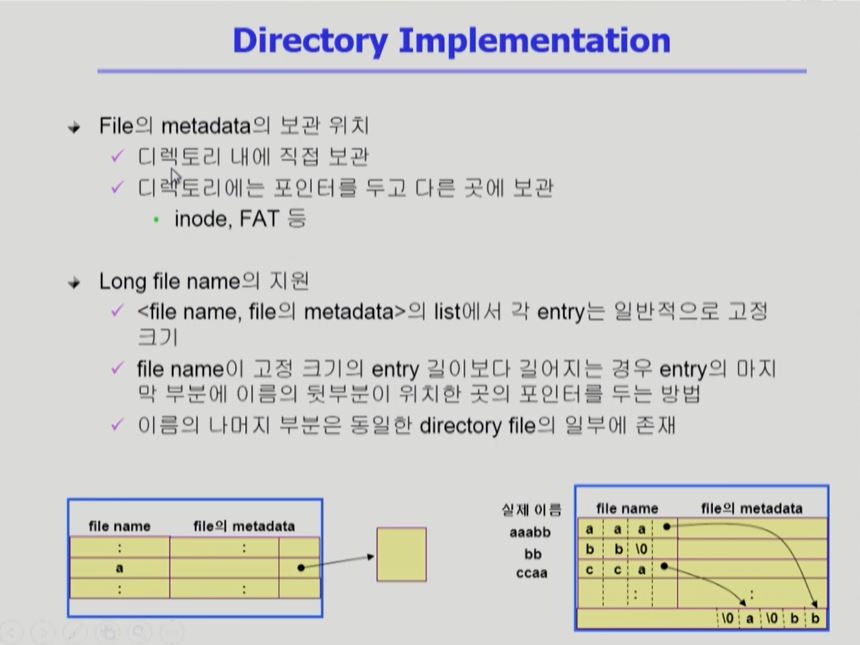 Directory Implementation
File의 metadata의 보관 위치
디렉토리 내에 직접 보관
디렉토리에는 포인터를 두고 다른 곳에 보관
inode, FAT 등
Long file name의 지원
<file name, file의 metadata>의 list에서 각 entry는 일반적으로 고정
크기
file name이 고정 크기의 entry 길이보다 길어지는 경우 entry의 마지
막 부분에 이름의 뒷부분이 위치한 곳의 포인터를 두는 방법
이름의 나머지 부분은 동일한 directory file의 일부에 존재
file name file의 metadata
: :
a
: :
실제 이름 file name file의 metadata
aaabb a a a
bb b b \0
ccaa c c a
: :
\0 a \0 b b